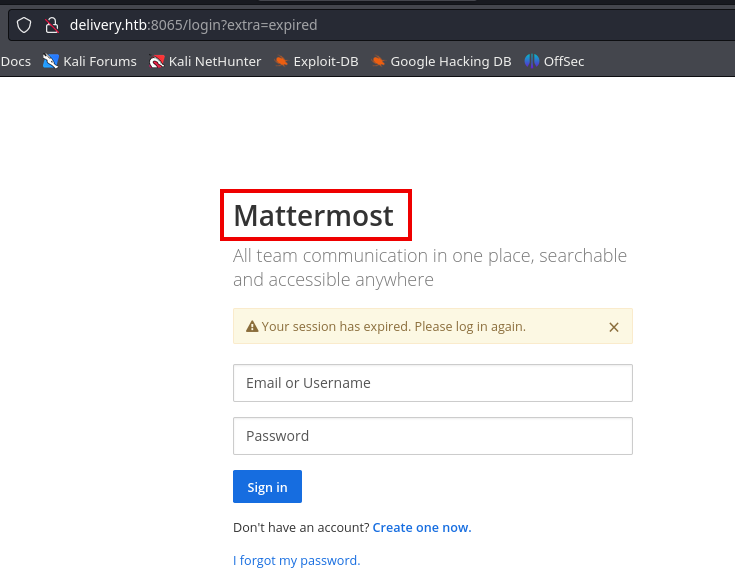 delivery.htb:8065/login?extra=expired
Docs Kali Forums Kali NetHunter Exploit-DB Google Hacking DB OffSec
Mattermost
All team communication in one place, searchable
and accessible anywhere
Your session has expired. Please log in again.
Email or Username
Password
Sign in
Don't have an account? Create one now.
I forgot my password.